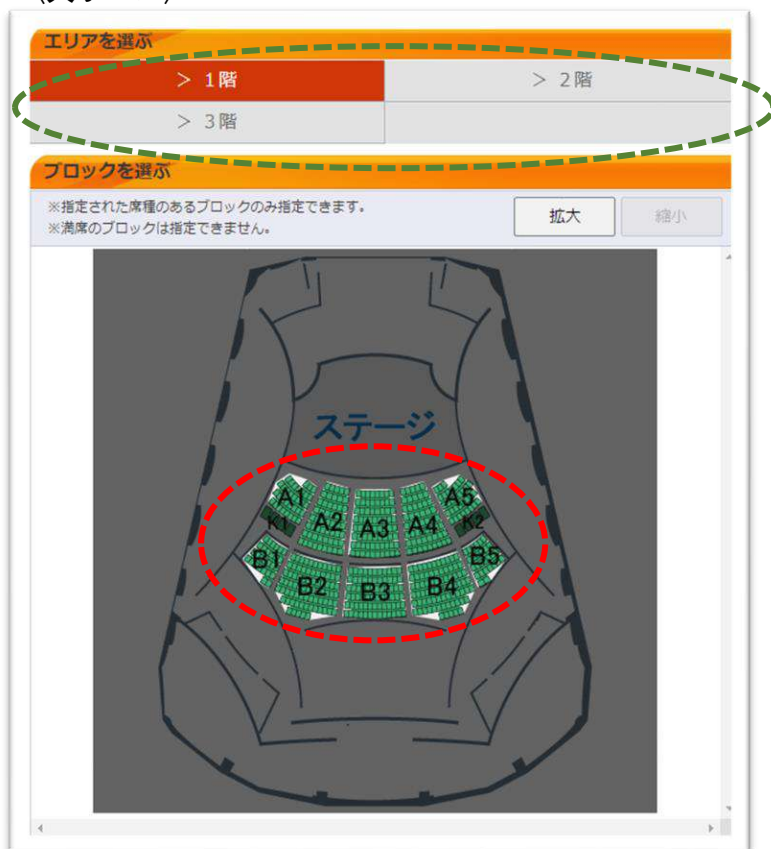 エリアを選ぶ
＞ 1階
＞ 2階
＞ 3階
ブロックを選ぶ
※指定された席種のあるブロックのみ指定できます。
※満席のブロックは指定できません。
拡大
縮小
ステージ
A1
A2
A3
A4
A5
K1
K2
B1
B2
B3
B4
B5